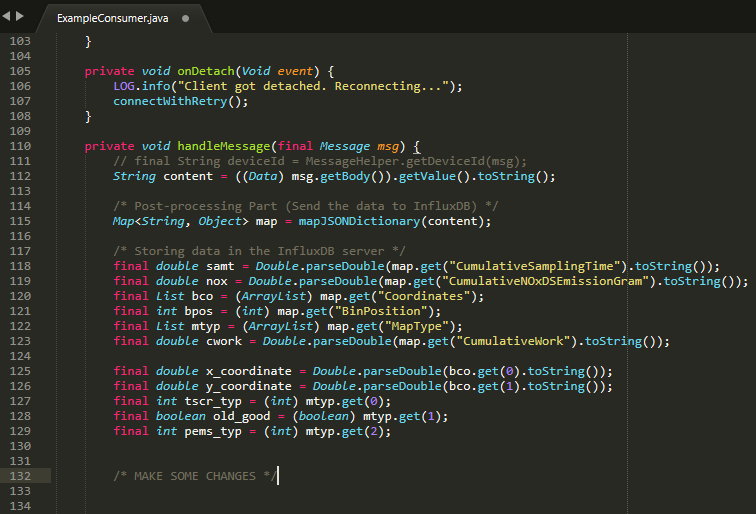 ExampleConsumer.java
103 }
104
105 private void onDetach(Void event) {
106 LOG.info("Client got detached. Reconnecting...");
107 connectWithRetry();
108 }
109
110 private void handleMessage(final Message msg) {
111 // final String deviceId = MessageHelper.getDeviceId(msg);
112 String content = ((Data) msg.getBody()).getValue().toString();
113
114 /* Post-processing Part (Send the data to InfluxDB) */
115 Map<String, Object> map = mapJSONDictionary(content);
116
117 /* Storing data in the InfluxDB server */
118 final double samt = Double.parseDouble(map.get("CumulativeSamplingTime").toString());
119 final double nox = Double.parseDouble(map.get("CumulativeNOxDSEmissionGram").toString());
120 final List bco = (ArrayList) map.get("Coordinates");
121 final int bpos = (int) map.get("BinPosition");
122 final List mtyp = (ArrayList) map.get("MapType");
123 final double cwork = Double.parseDouble(map.get("CumulativeWork").toString());
124
125 final double x_coordinate = Double.parseDouble(bco.get(0).toString());
126 final double y_coordinate = Double.parseDouble(bco.get(1).toString());
127 final int tscr_typ = (int) mtyp.get(0);
128 final boolean old_good = (boolean) mtyp.get(1);
129 final int pems_typ = (int) mtyp.get(2);
130
131
132 /* MAKE SOME CHANGES */
133
134